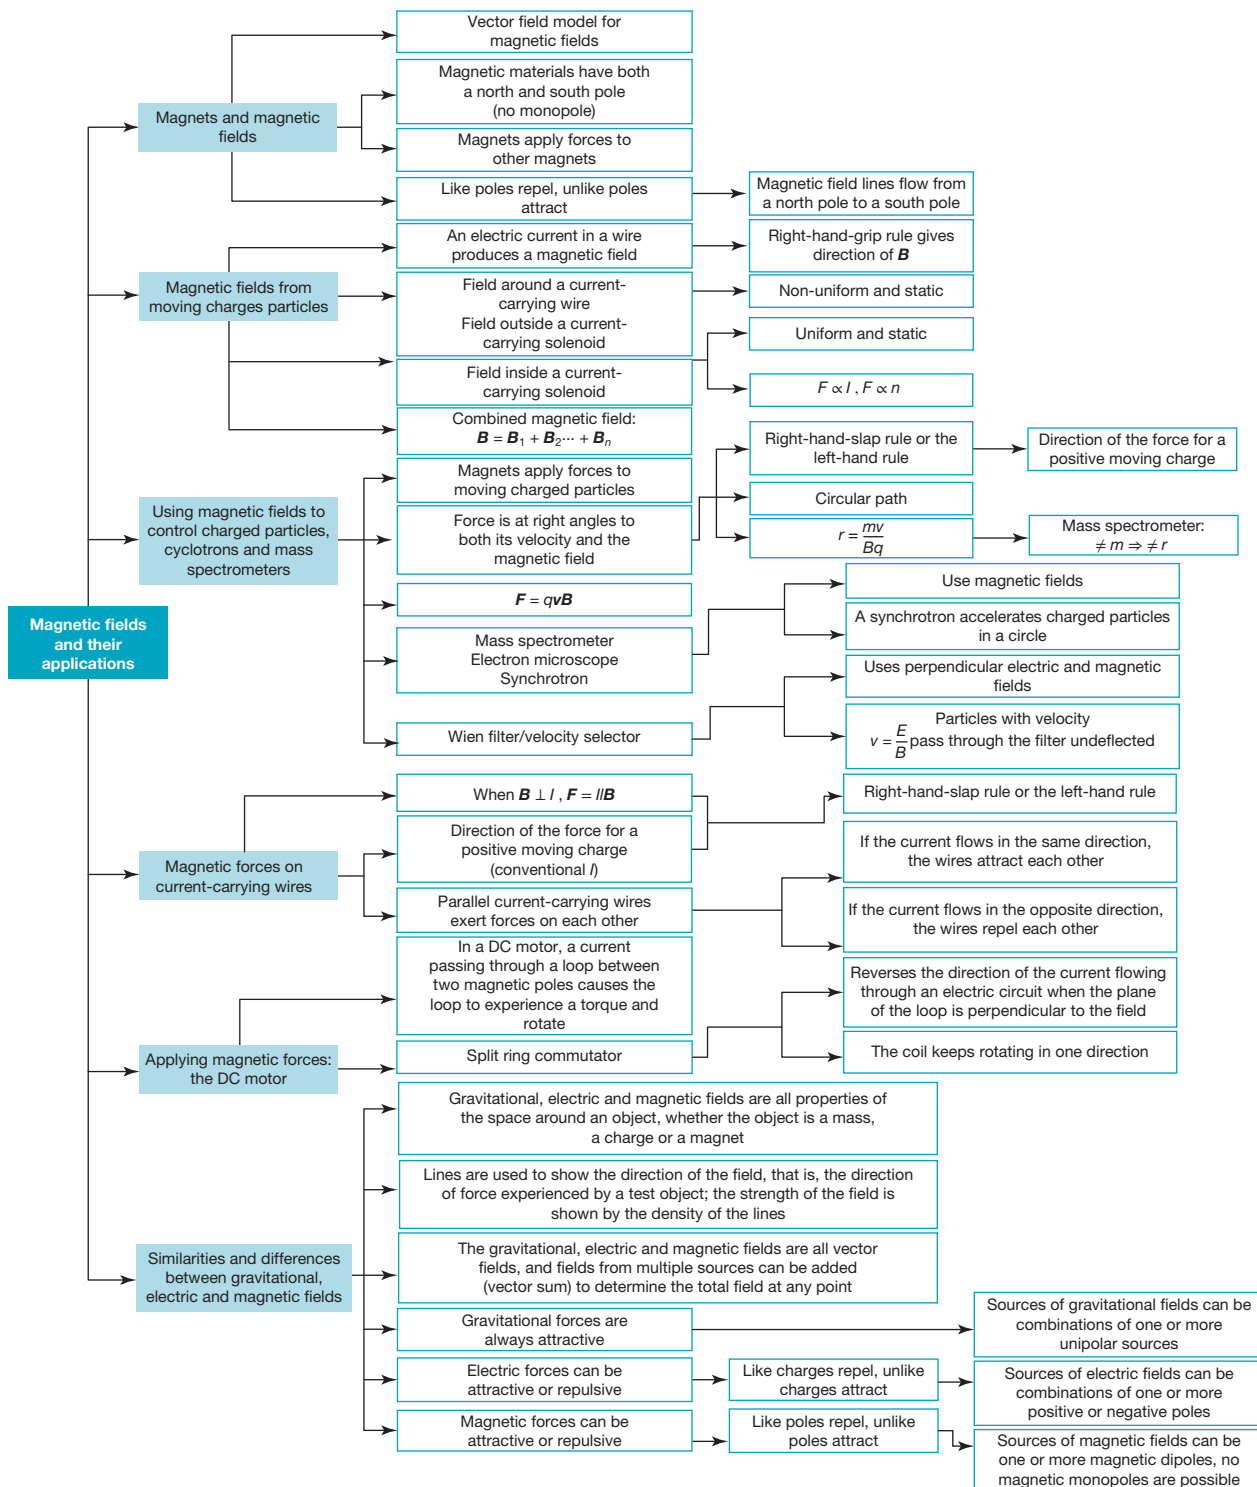 Vector field model for
magnetic fields
Magnetic materials have both
a north and south pole
(no monopole)
Magnets and magnetic
fields
Magnets apply forces to
other magnets
Like poles repel, unlike poles
attract
Magnetic field lines flow from
a north pole to a south pole
An electric current in a wire
produces a magnetic field
Right-hand-grip rule gives
direction of B
Magnetic fields from
moving charges particles
Field around a current-
carrying wire
Field outside a current-
carrying solenoid
Non-uniform and static
Uniform and static
Field inside a current-
carrying solenoid
F ∝ I , F ∝ n
Combined magnetic field:
B = B₁ + B₂··· + Bₙ
Right-hand-slap rule or the
left-hand rule
Direction of the force for a
positive moving charge
Magnets apply forces to
moving charged particles
Circular path
Using magnetic fields to
control charged particles,
cyclotrons and mass
spectrometers
Force is at right angles to
both its velocity and the
magnetic field
r = mv/Bq
Mass spectrometer:
≠ m ⇒ ≠ r
F = qvB
Use magnetic fields
Magnetic fields
and their
applications
Mass spectrometer
Electron microscope
Synchrotron
A synchrotron accelerates charged particles
in a circle
Uses perpendicular electric and magnetic
fields
Wien filter/velocity selector
Particles with velocity
v = E/B pass through the filter undeflected
When B ⊥ I , F = IlB
Right-hand-slap rule or the left-hand rule
Magnetic forces on
current-carrying wires
Direction of the force for a
positive moving charge
(conventional I)
If the current flows in the same direction,
the wires attract each other
Parallel current-carrying wires
exert forces on each other
If the current flows in the opposite direction,
the wires repel each other
In a DC motor, a current
passing through a loop between
two magnetic poles causes the
loop to experience a torque and
rotate
Reverses the direction of the current flowing
through an electric circuit when the plane
of the loop is perpendicular to the field
Applying magnetic forces:
the DC motor
Split ring commutator
The coil keeps rotating in one direction
Gravitational, electric and magnetic fields are all properties of
the space around an object, whether the object is a mass,
a charge or a magnet
Lines are used to show the direction of the field, that is, the direction
of force experienced by a test object; the strength of the field is
shown by the density of the lines
Similarities and differences
between gravitational,
electric and magnetic fields
The gravitational, electric and magnetic fields are all vector
fields, and fields from multiple sources can be added
(vector sum) to determine the total field at any point
Gravitational forces are
always attractive
Sources of gravitational fields can be
combinations of one or more
unipolar sources
Electric forces can be
attractive or repulsive
Like charges repel, unlike
charges attract
Sources of electric fields can be
combinations of one or more
positive or negative poles
Magnetic forces can be
attractive or repulsive
Like poles repel, unlike
poles attract
Sources of magnetic fields can be
one or more magnetic dipoles, no
magnetic monopoles are possible